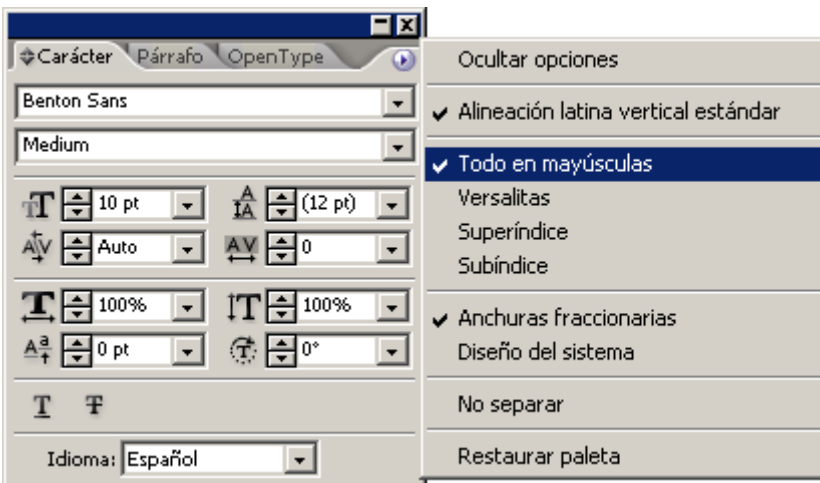 Carácter Párrafo OpenType
Benton Sans
Medium
10 pt (12 pt)
Auto 0
100% 100%
0 pt 0°
T T
Idioma: Español
Ocultar opciones
Alineación latina vertical estándar
Todo en mayúsculas
Versalitas
Superíndice
Subíndice
Anchuras fraccionarias
Diseño del sistema
No separar
Restaurar paleta